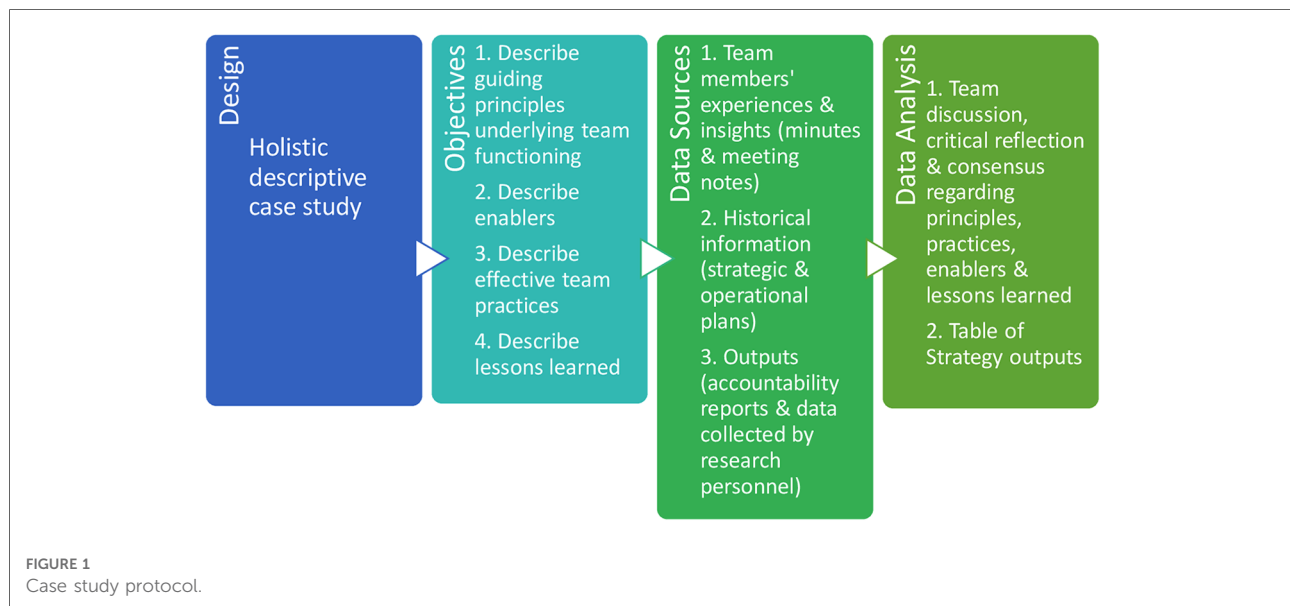 Design
Holistic
descriptive
case study
Objectives
1. Describe
guiding
principles
underlying team
functioning
2. Describe
enablers
3. Describe
effective team
practices
4. Describe
lessons learned
Data Sources
1. Team
members'
experiences &
insights (minutes
& meeting
notes)
2. Historical
information
(strategic &
operational
plans)
3. Outputs
(accountability
reports & data
collected by
research
personnel)
Data Analysis
1. Team
discussion,
critical reflection
& consensus
regarding
principles,
practices,
enablers &
lessons learned
2. Table of
Strategy outputs
FIGURE 1
Case study protocol.